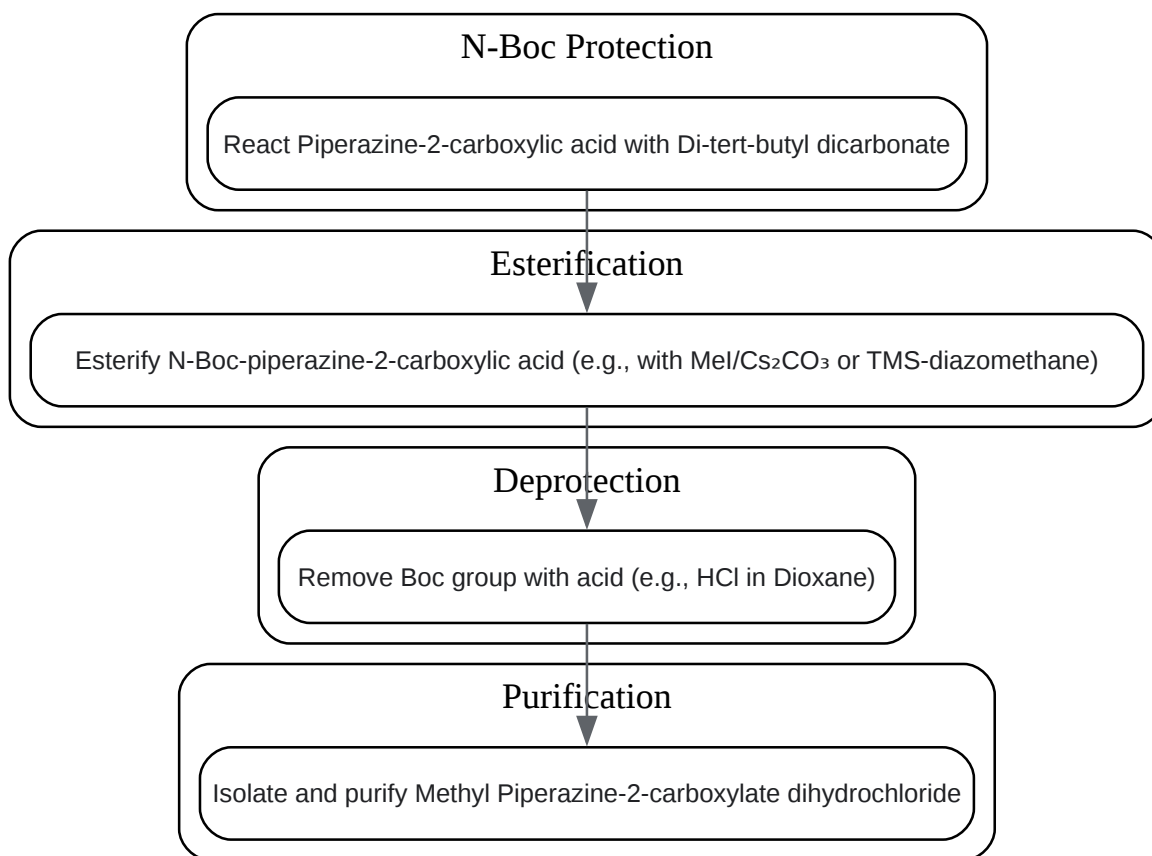 N-Boc Protection
React Piperazine-2-carboxylic acid with Di-tert-butyl dicarbonate
Esterification
Esterify N-Boc-piperazine-2-carboxylic acid (e.g., with MeI/Cs₂CO₃ or TMS-diazomethane)
Deprotection
Remove Boc group with acid (e.g., HCl in Dioxane)
Purification
Isolate and purify Methyl Piperazine-2-carboxylate dihydrochloride